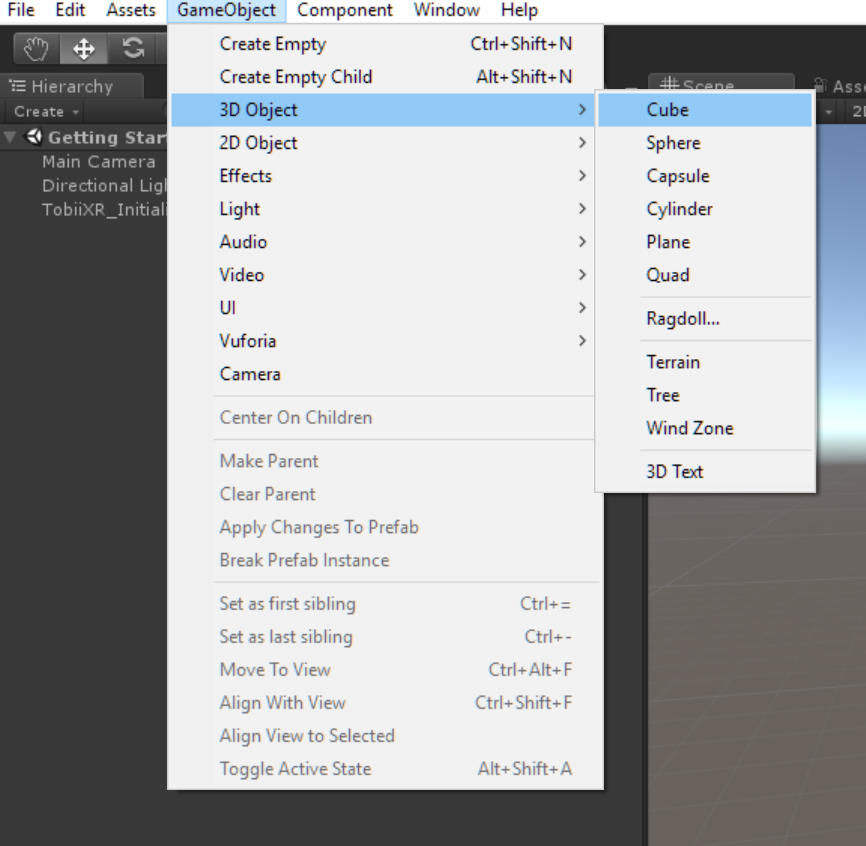 File Edit Assets GameObject Component Window Help
Create Empty Ctrl+Shift+N
Create Empty Child Alt+Shift+N
3D Object
2D Object
Effects
Light
Audio
Video
UI
Vuforia
Camera
Center On Children
Make Parent
Clear Parent
Apply Changes To Prefab
Break Prefab Instance
Set as first sibling Ctrl+=
Set as last sibling Ctrl+-
Move To View Ctrl+Alt+F
Align With View Ctrl+Shift+F
Align View to Selected
Toggle Active State Alt+Shift+A
Cube
Sphere
Capsule
Cylinder
Plane
Quad
Ragdoll...
Terrain
Tree
Wind Zone
3D Text
Hierarchy
Create
Getting Star
Main Camera
Directional Ligh
TobiiXR_Initiali
Scene
Asse